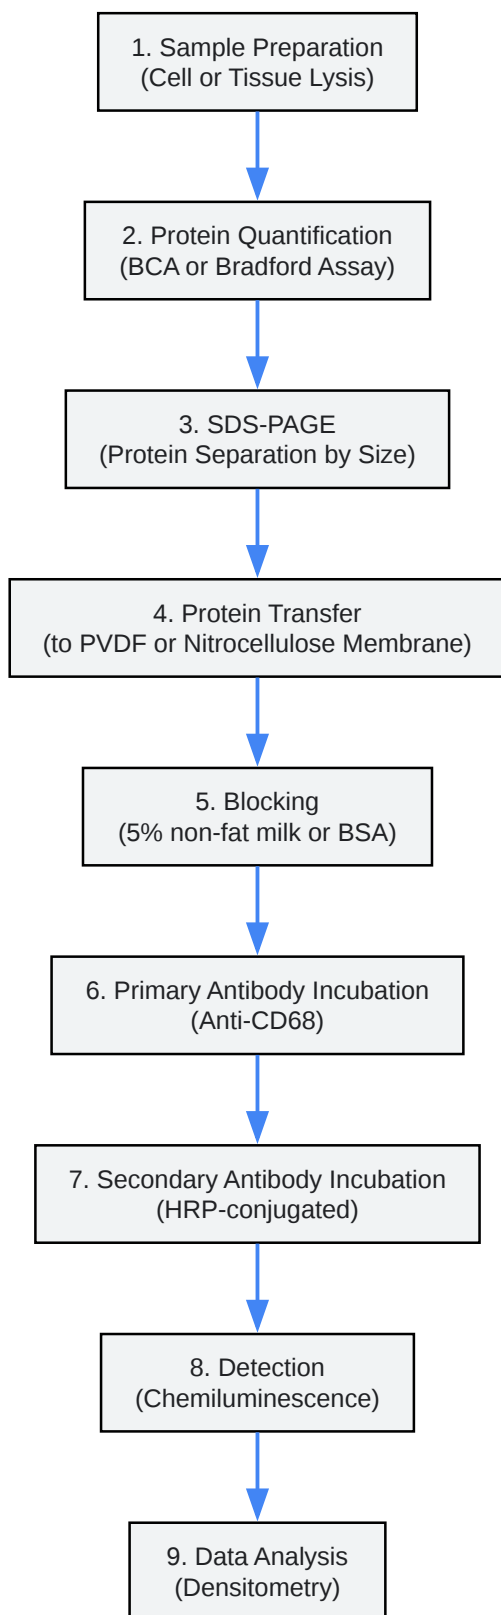 1. Sample Preparation
(Cell or Tissue Lysis)
2. Protein Quantification
(BCA or Bradford Assay)
3. SDS-PAGE
(Protein Separation by Size)
4. Protein Transfer
(to PVDF or Nitrocellulose Membrane)
5. Blocking
(5% non-fat milk or BSA)
6. Primary Antibody Incubation
(Anti-CD68)
7. Secondary Antibody Incubation
(HRP-conjugated)
8. Detection
(Chemiluminescence)
9. Data Analysis
(Densitometry)